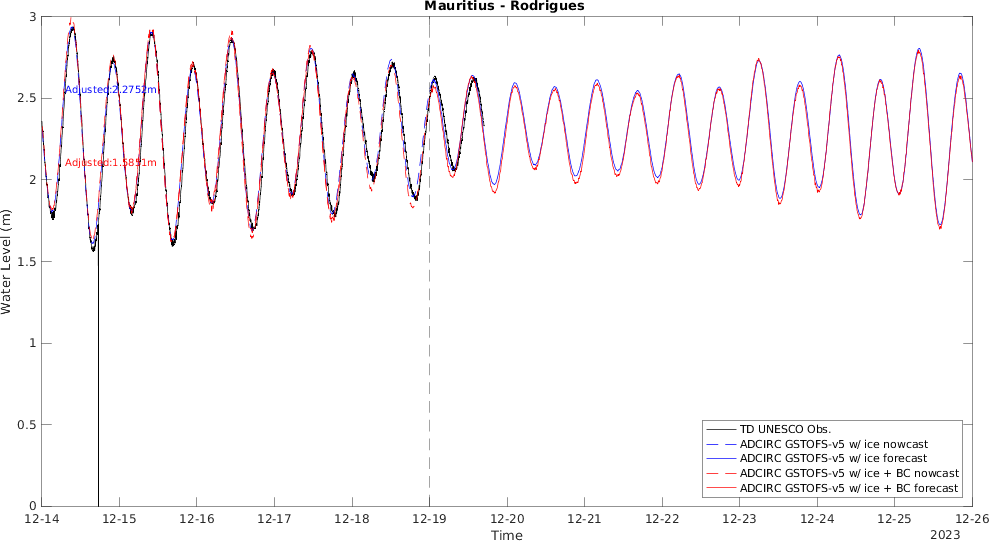 Mauritius - Rodrigues
Water Level (m)
3
2.5
2
1.5
1
0.5
0
Adjusted:2.2752m
Adjusted:1.5851m
TD UNESCO Obs.
ADCIRC GSTOFS-v5 w/ ice nowcast
ADCIRC GSTOFS-v5 w/ ice forecast
ADCIRC GSTOFS-v5 w/ ice + BC nowcast
ADCIRC GSTOFS-v5 w/ ice + BC forecast
12-14 12-15 12-16 12-17 12-18 12-19 12-20 12-21 12-22 12-23 12-24 12-25 12-26
Time
2023